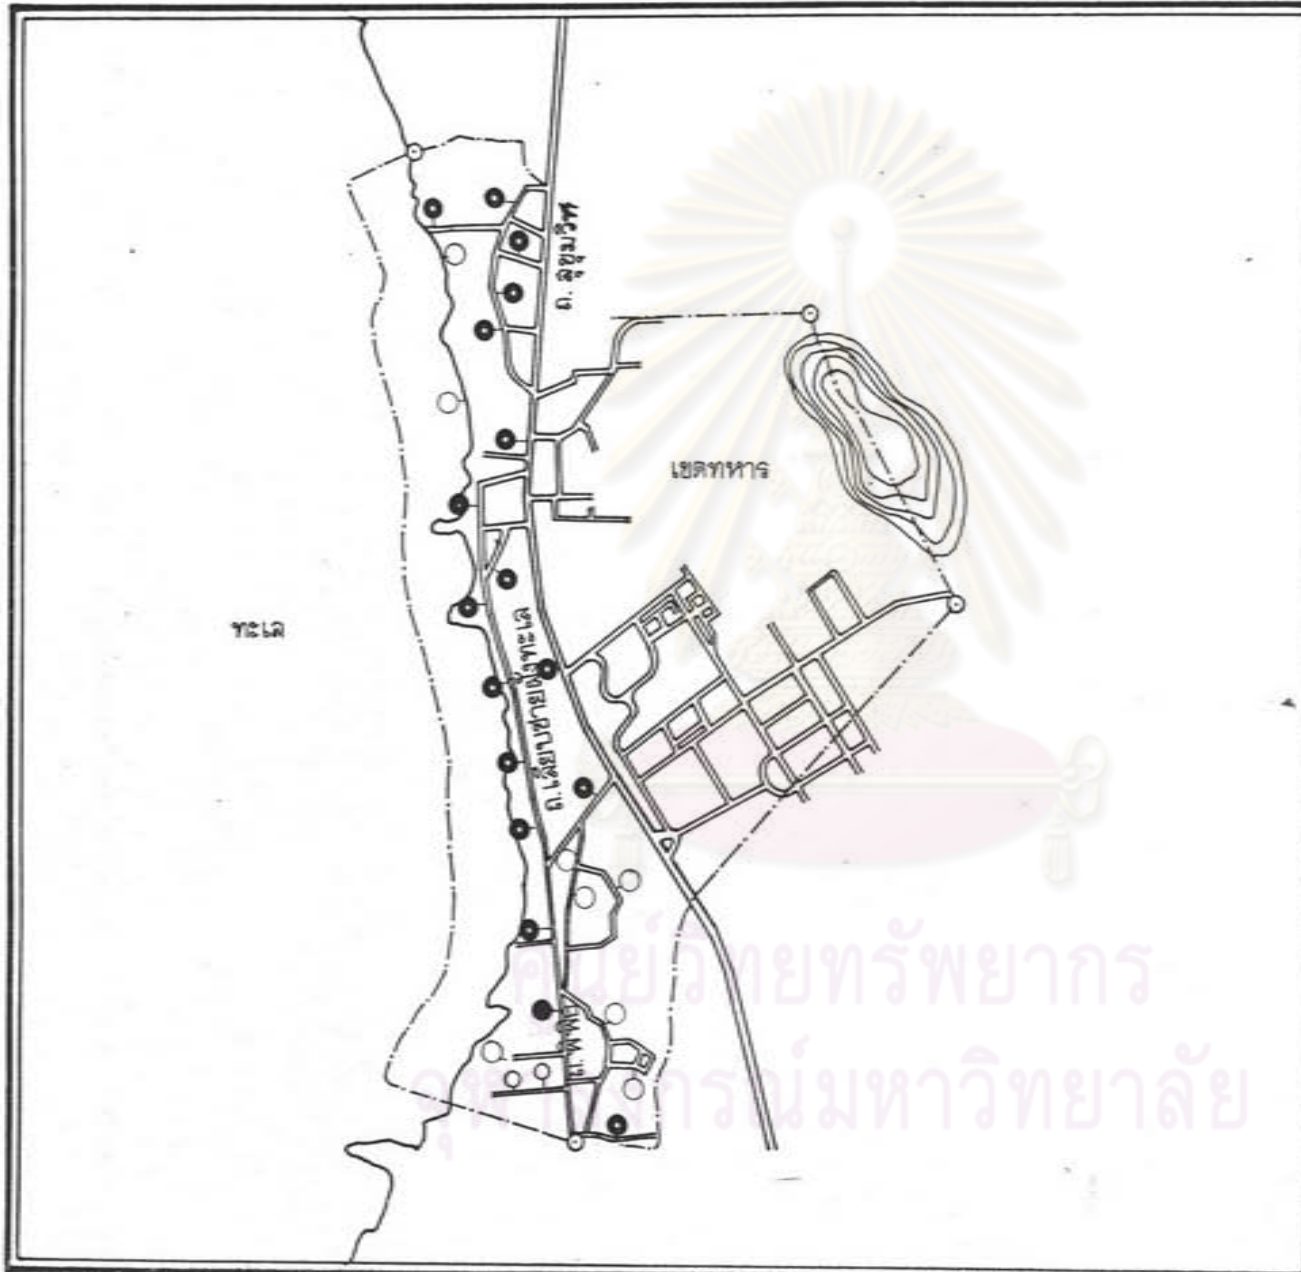 ถ. สุขุมวิท
เขตทหาร
ทะเล
ถ.เลียบชายฝั่งทะเล
ศูนย์วิทยทรัพยากร
จุฬาลงกรณ์มหาวิทยาลัย